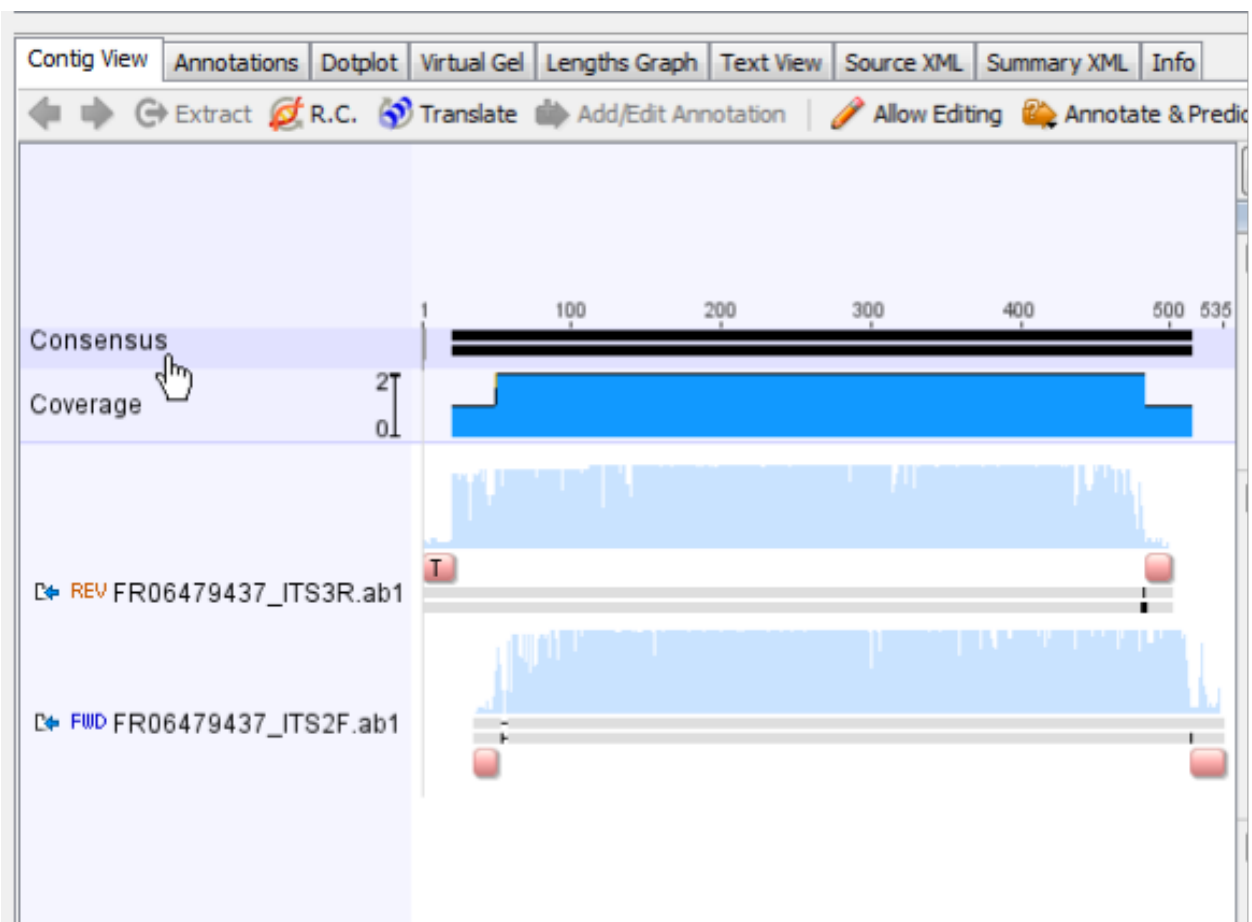 Contig View Annotations Dotplot Virtual Gel Lengths Graph Text View Source XML Summary XML Info
Extract R.C. Translate Add/Edit Annotation Allow Editing Annotate & Predic
1 100 200 300 400 500 535
Consensus
Coverage 2 0
T
REV FR06479437_ITS3R.ab1
FWD FR06479437_ITS2F.ab1